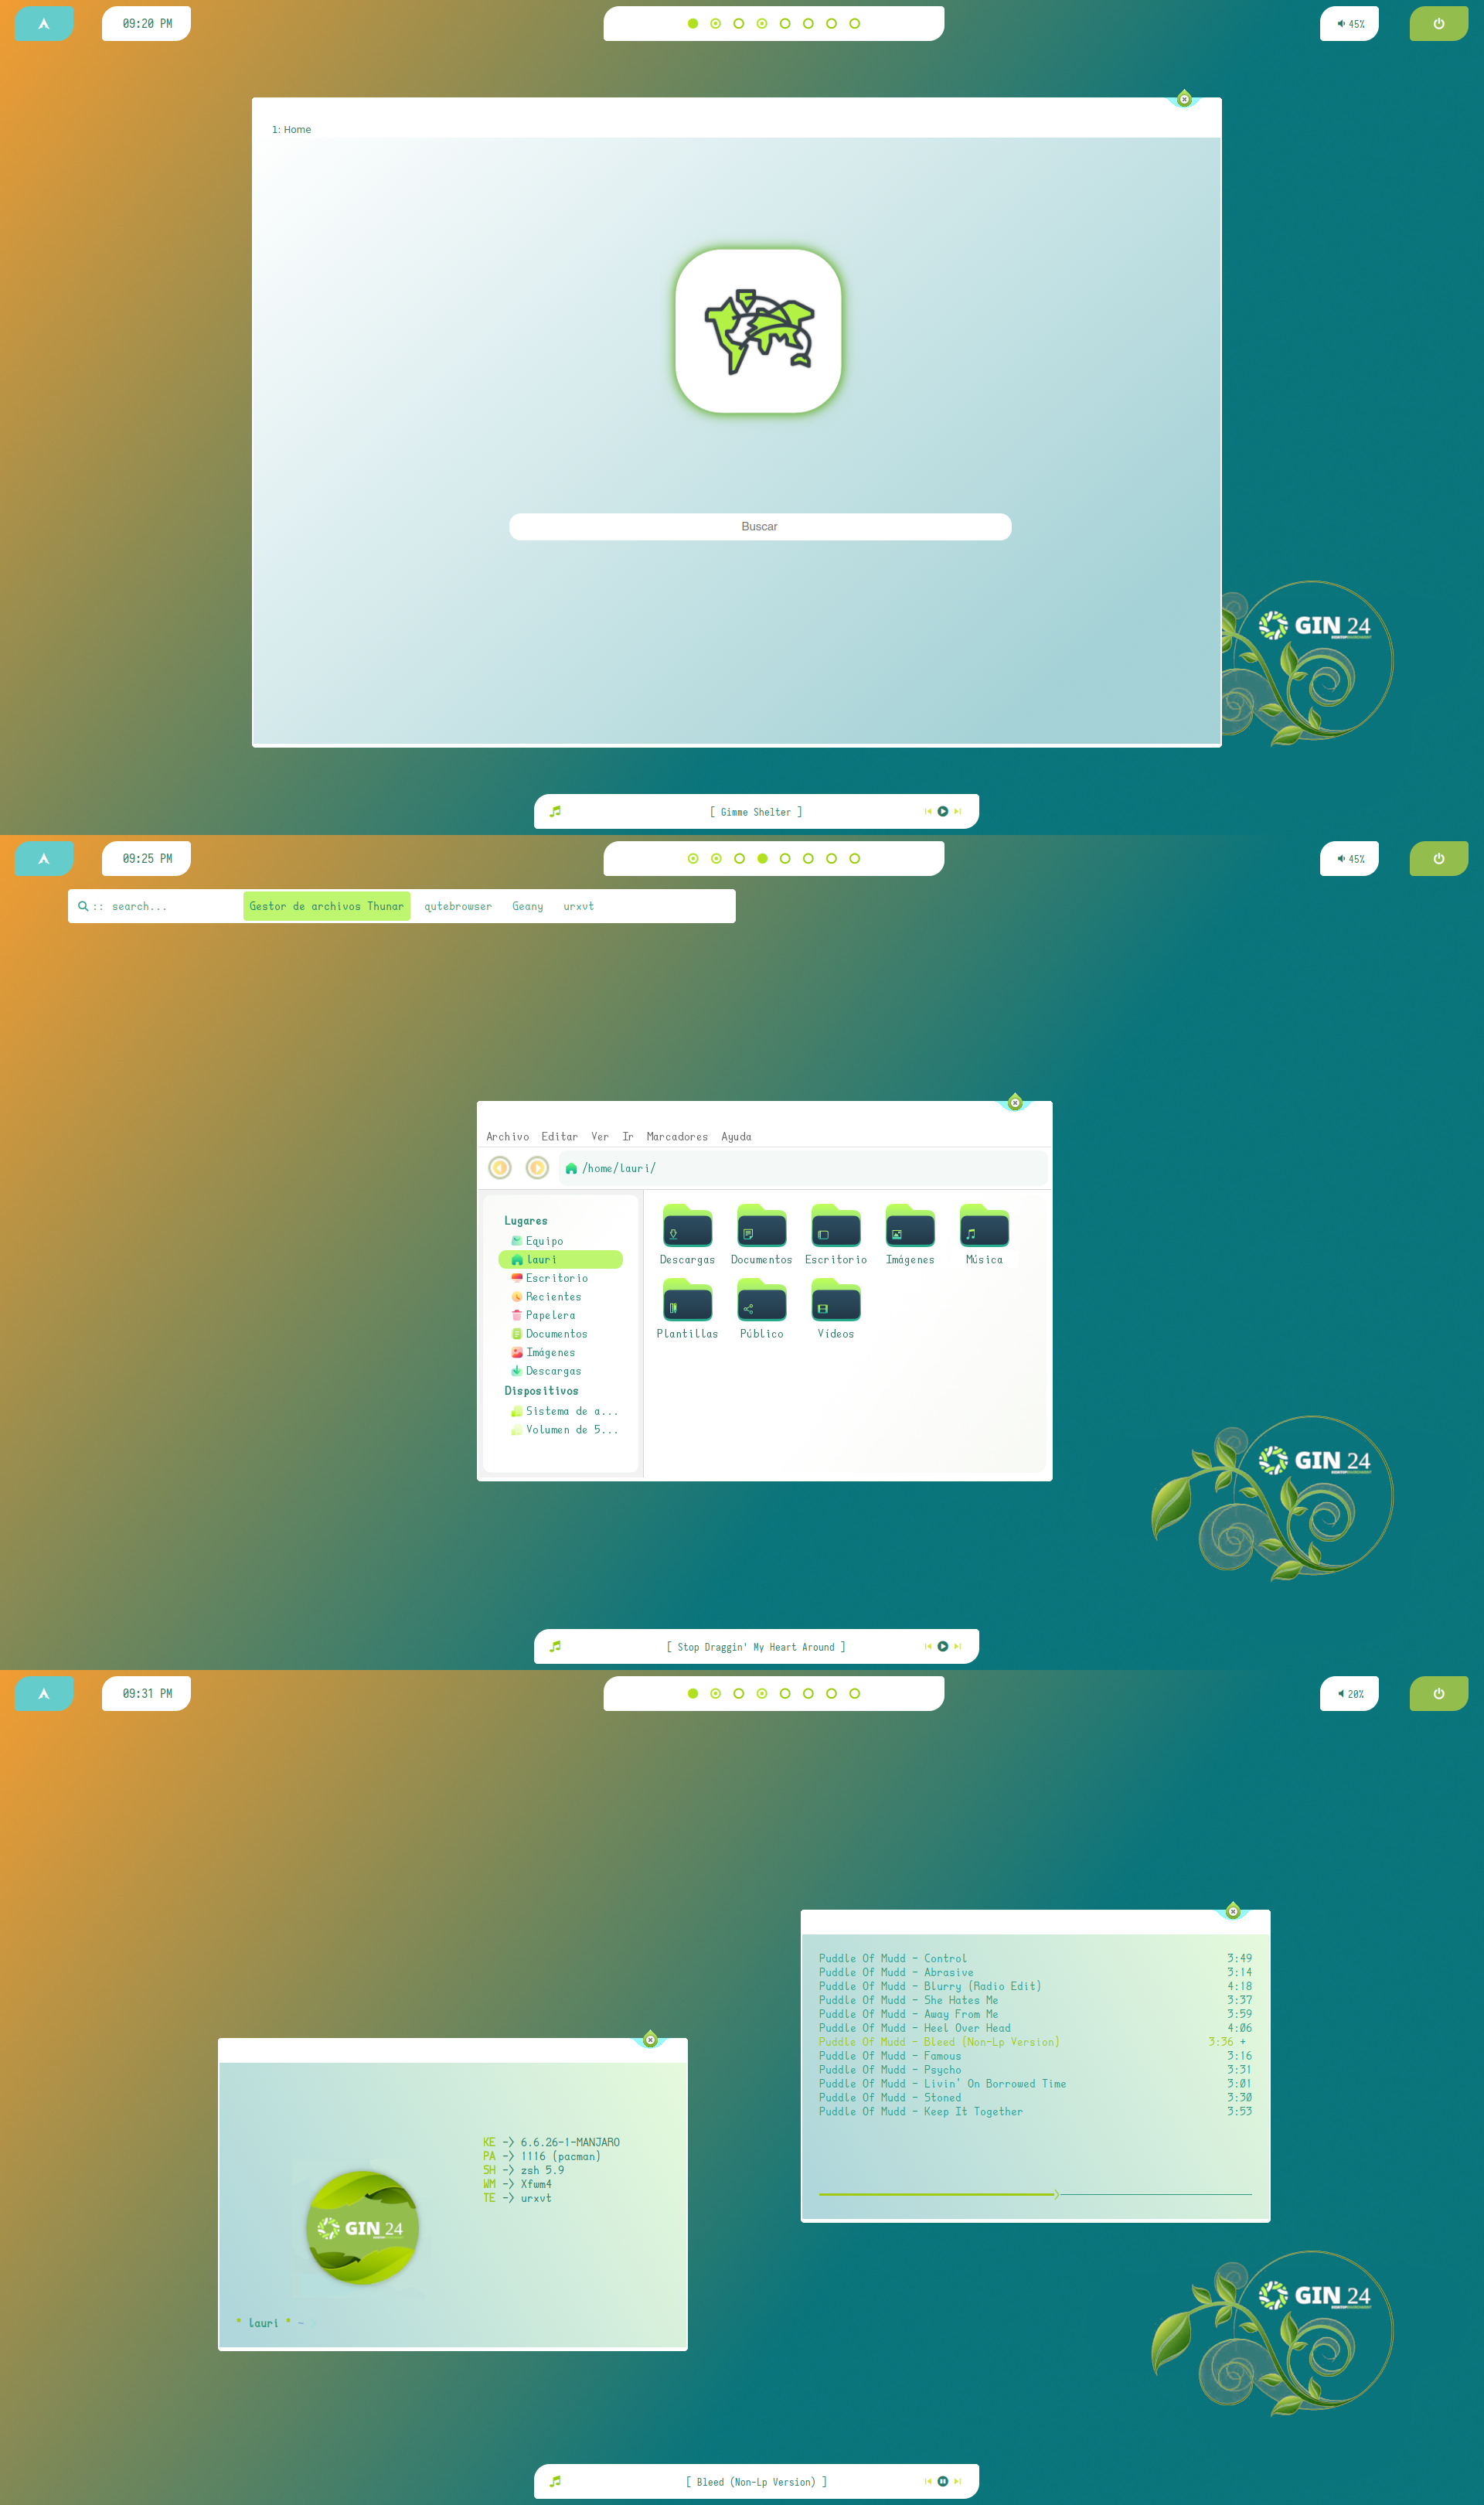 09:20 PM
45%
1: Home
Buscar
GIN 24
[ Gimme Shelter ]
09:25 PM
45%
:: search...
Gestor de archivos Thunar
qutebrowser
Geany
urxvt
Archivo Editar Ver Ir Marcadores Ayuda
/home/lauri/
Lugares
Equipo
lauri
Escritorio
Recientes
Papelera
Documentos
Imágenes
Descargas
Dispositivos
Sistema de a...
Volumen de 5...
Descargas
Documentos
Escritorio
Imágenes
Música
Plantillas
Público
Vídeos
GIN 24
[ Stop Draggin' My Heart Around ]
09:31 PM
20%
Puddle Of Mudd - Control 3:49
Puddle Of Mudd - Abrasive 3:14
Puddle Of Mudd - Blurry (Radio Edit) 4:18
Puddle Of Mudd - She Hates Me 3:37
Puddle Of Mudd - Away From Me 3:59
Puddle Of Mudd - Heel Over Head 4:06
Puddle Of Mudd - Bleed (Non-Lp Version) 3:36 +
Puddle Of Mudd - Famous 3:16
Puddle Of Mudd - Psycho 3:31
Puddle Of Mudd - Livin' On Borrowed Time 3:01
Puddle Of Mudd - Stoned 3:30
Puddle Of Mudd - Keep It Together 3:53
KE -> 6.6.26-1-MANJARO
PA -> 1116 (pacman)
SH -> zsh 5.9
WM -> Xfwm4
TE -> urxvt
GIN 24
* lauri * ~
GIN 24
[ Bleed (Non-Lp Version) ]